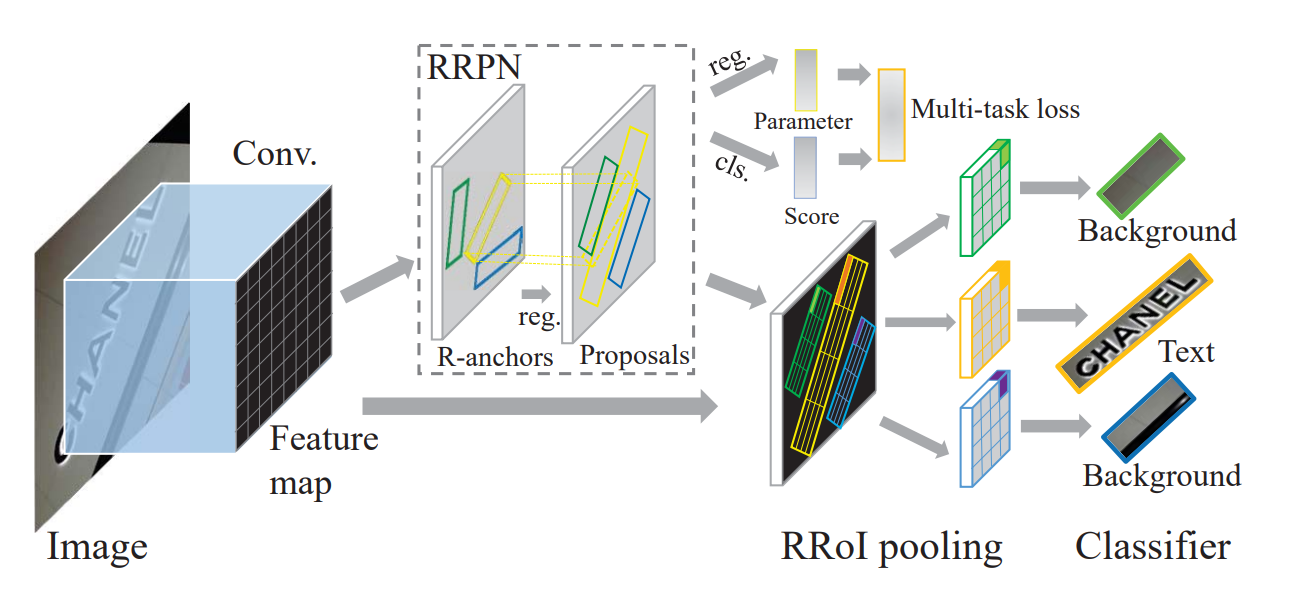 RRPN
reg.
Parameter
Multi-task loss
cls.
Score
Conv.
CHANEL
Background
CHANEL
Text
reg.
R-anchors
Proposals
Feature
map
Background
Image
RRoI pooling
Classifier